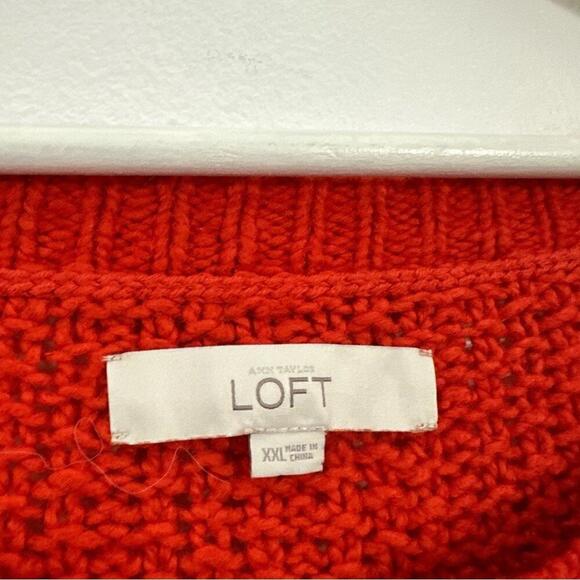 ANN TAYLOR
LOFT
XXL MADE IN
CHINA